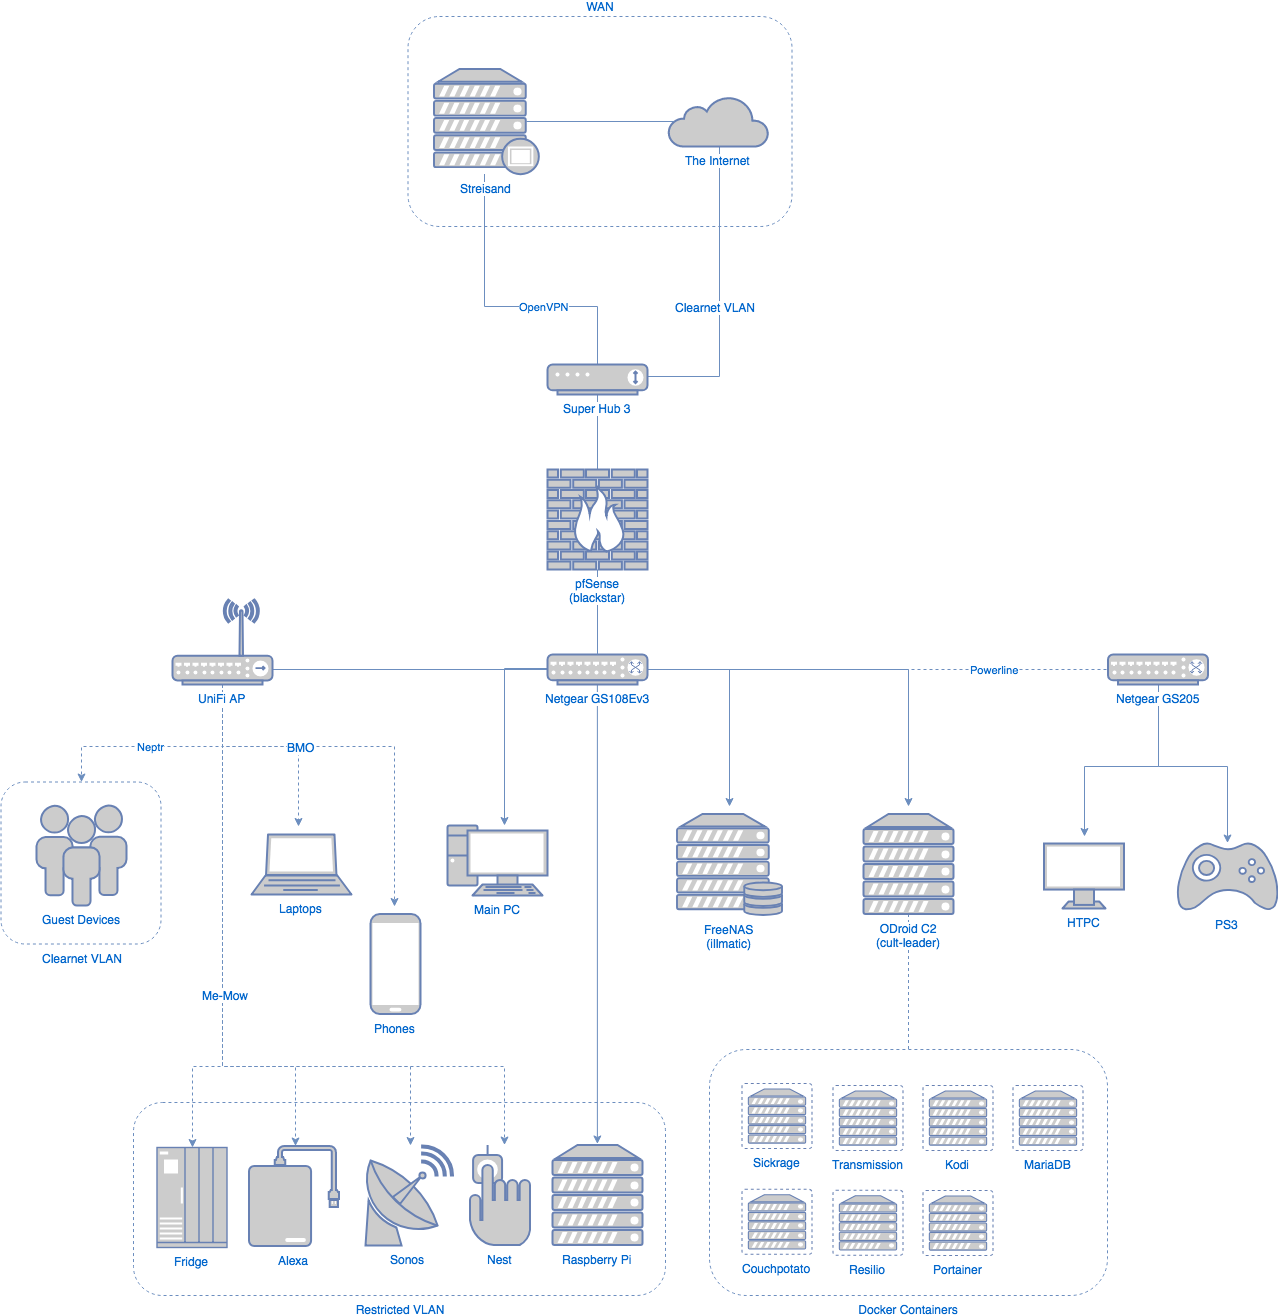 WAN
The Internet
Streisand
OpenVPN
Clearnet VLAN
Super Hub 3
pfSense
(blackstar)
UniFi AP
Netgear GS108Ev3
Powerline
Netgear GS205
Neptr
BMO
Guest Devices
Laptops
Main PC
FreeNAS
(illmatic)
ODroid C2
(cult-leader)
HTPC
PS3
Clearnet VLAN
Me-Mow
Phones
Sickrage
Transmission
Kodi
MariaDB
Fridge
Alexa
Sonos
Nest
Raspberry Pi
Couchpotato
Resilio
Portainer
Restricted VLAN
Docker Containers